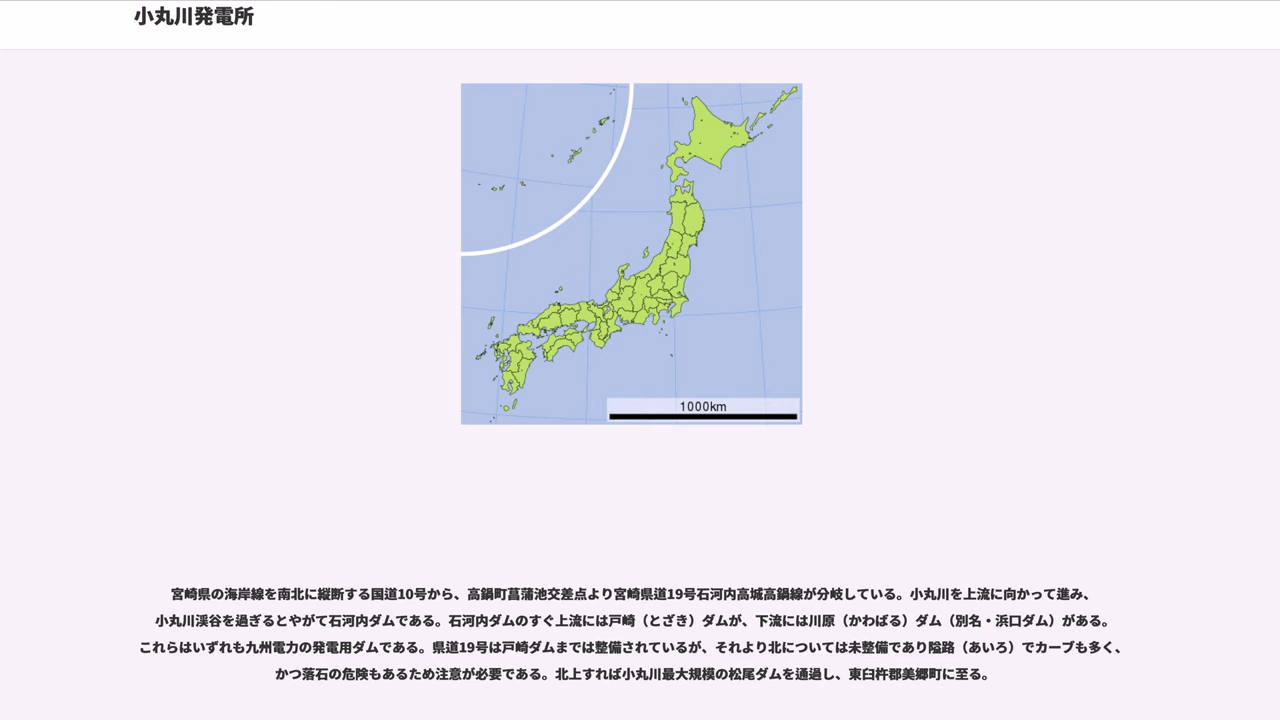 小丸川発電所
1000km
宮崎県の海岸線を南北に縦断する国道10号から、高鍋町菖蒲池交差点より宮崎県道19号石河内高城高鍋線が分岐している。小丸川を上流に向かって進み、
小丸川渓谷を過ぎるとやがて石河内ダムである。石河内ダムのすぐ上流には戸崎（とざき）ダムが、下流には川原（かわばる）ダム（別名・浜口ダム）がある。
これらはいずれも九州電力の発電用ダムである。県道19号は戸崎ダムまでは整備されているが、それより北については未整備であり隘路（あいろ）でカーブも多く、
かつ落石の危険もあるため注意が必要である。北上すれば小丸川最大規模の松尾ダムを通過し、東臼杵郡美郷町に至る。